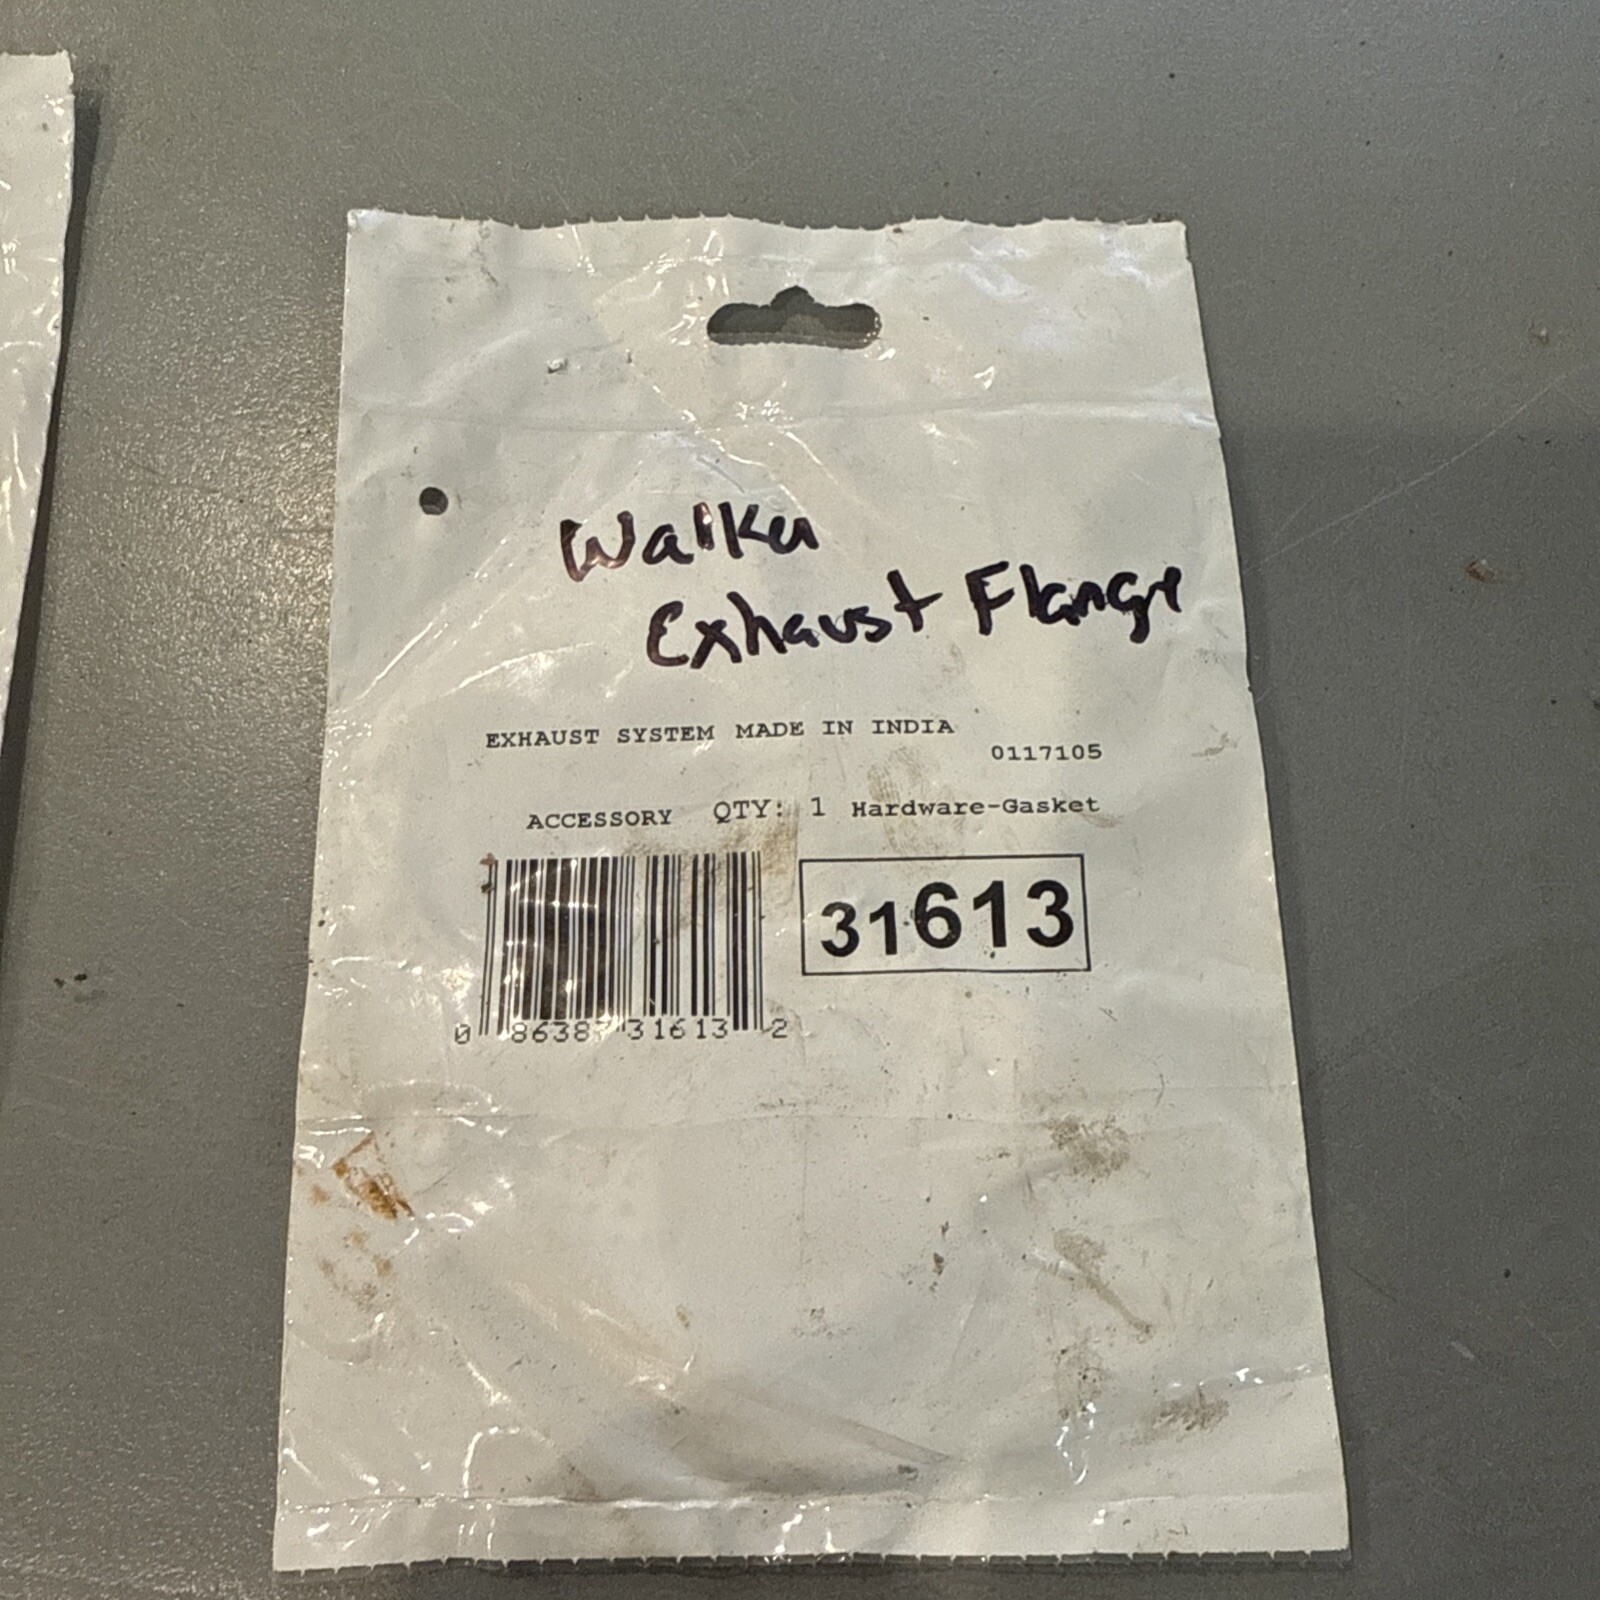 Walker
Exhaust Flange
EXHAUST SYSTEM MADE IN INDIA
0117105
ACCESSORY QTY: 1 Hardware-Gasket
31613
0 86387 31613 2